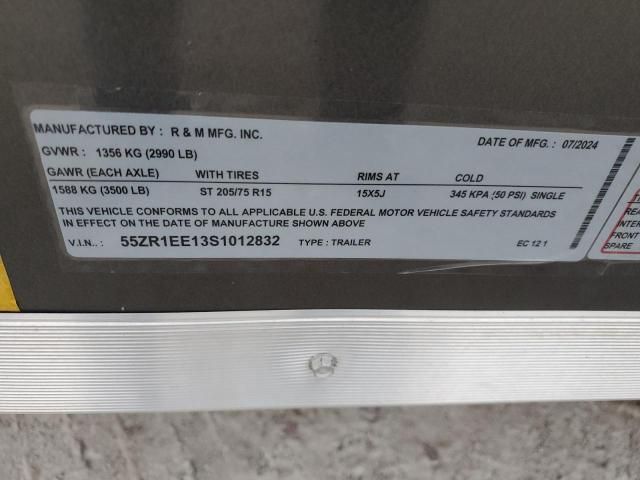 MANUFACTURED BY : R & M MFG. INC. DATE OF MFG. : 07/2024
GVWR : 1356 KG (2990 LB)
GAWR (EACH AXLE) WITH TIRES RIMS AT COLD
1588 KG (3500 LB) ST 205/75 R15 15X5J 345 KPA (50 PSI) SINGLE
THIS VEHICLE CONFORMS TO ALL APPLICABLE U.S. FEDERAL MOTOR VEHICLE SAFETY STANDARDS
IN EFFECT ON THE DATE OF MANUFACTURE SHOWN ABOVE
V.I.N.. : 55ZR1EE13S1012832 TYPE : TRAILER EC 12 1
FRONT
SPARE